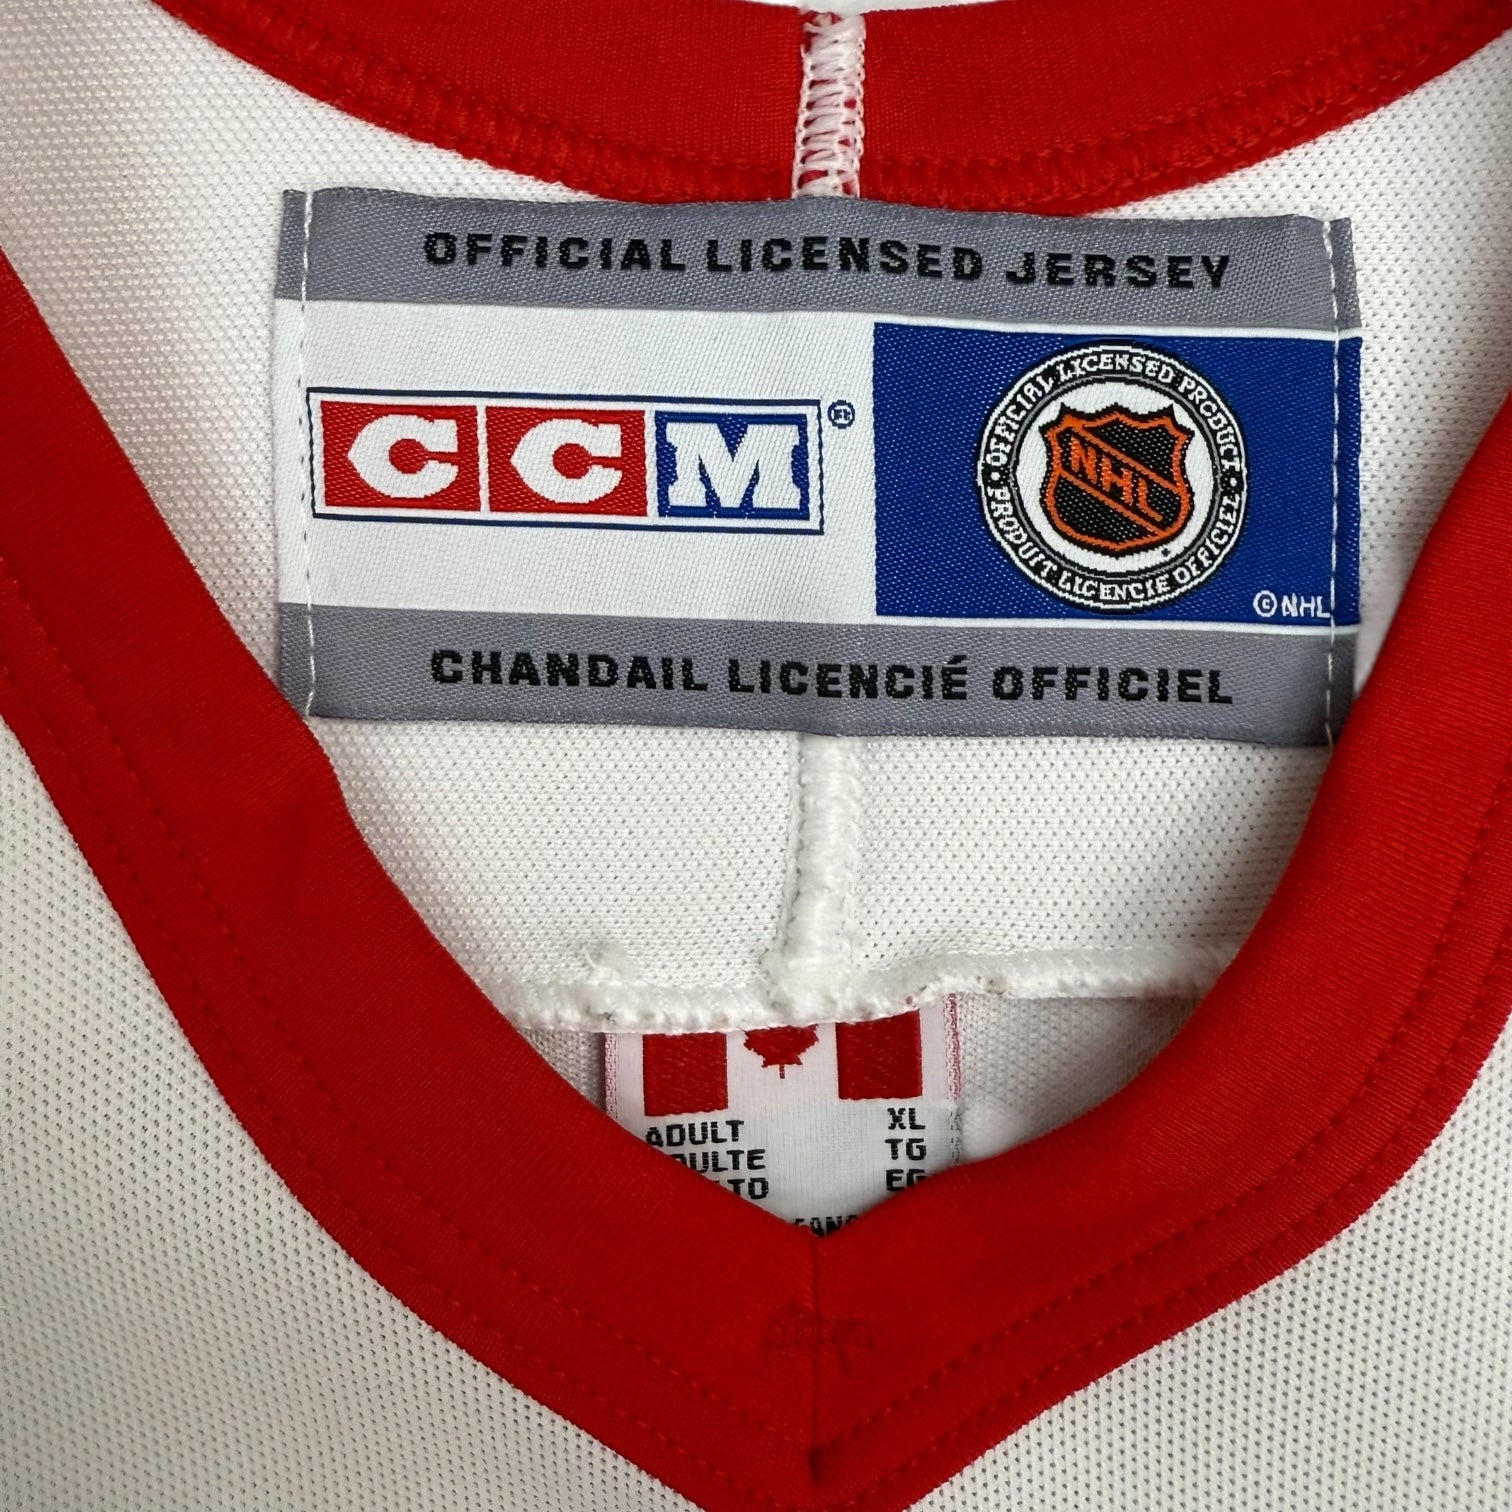 OFFICIAL LICENSED JERSEY
CCM®
OFFICIAL LICENSED PRODUCT
NHL
PRODUIT LICENCIE OFFICIEL
©NHL
CHANDAIL LICENCIÉ OFFICIEL
ADULT XL
TG